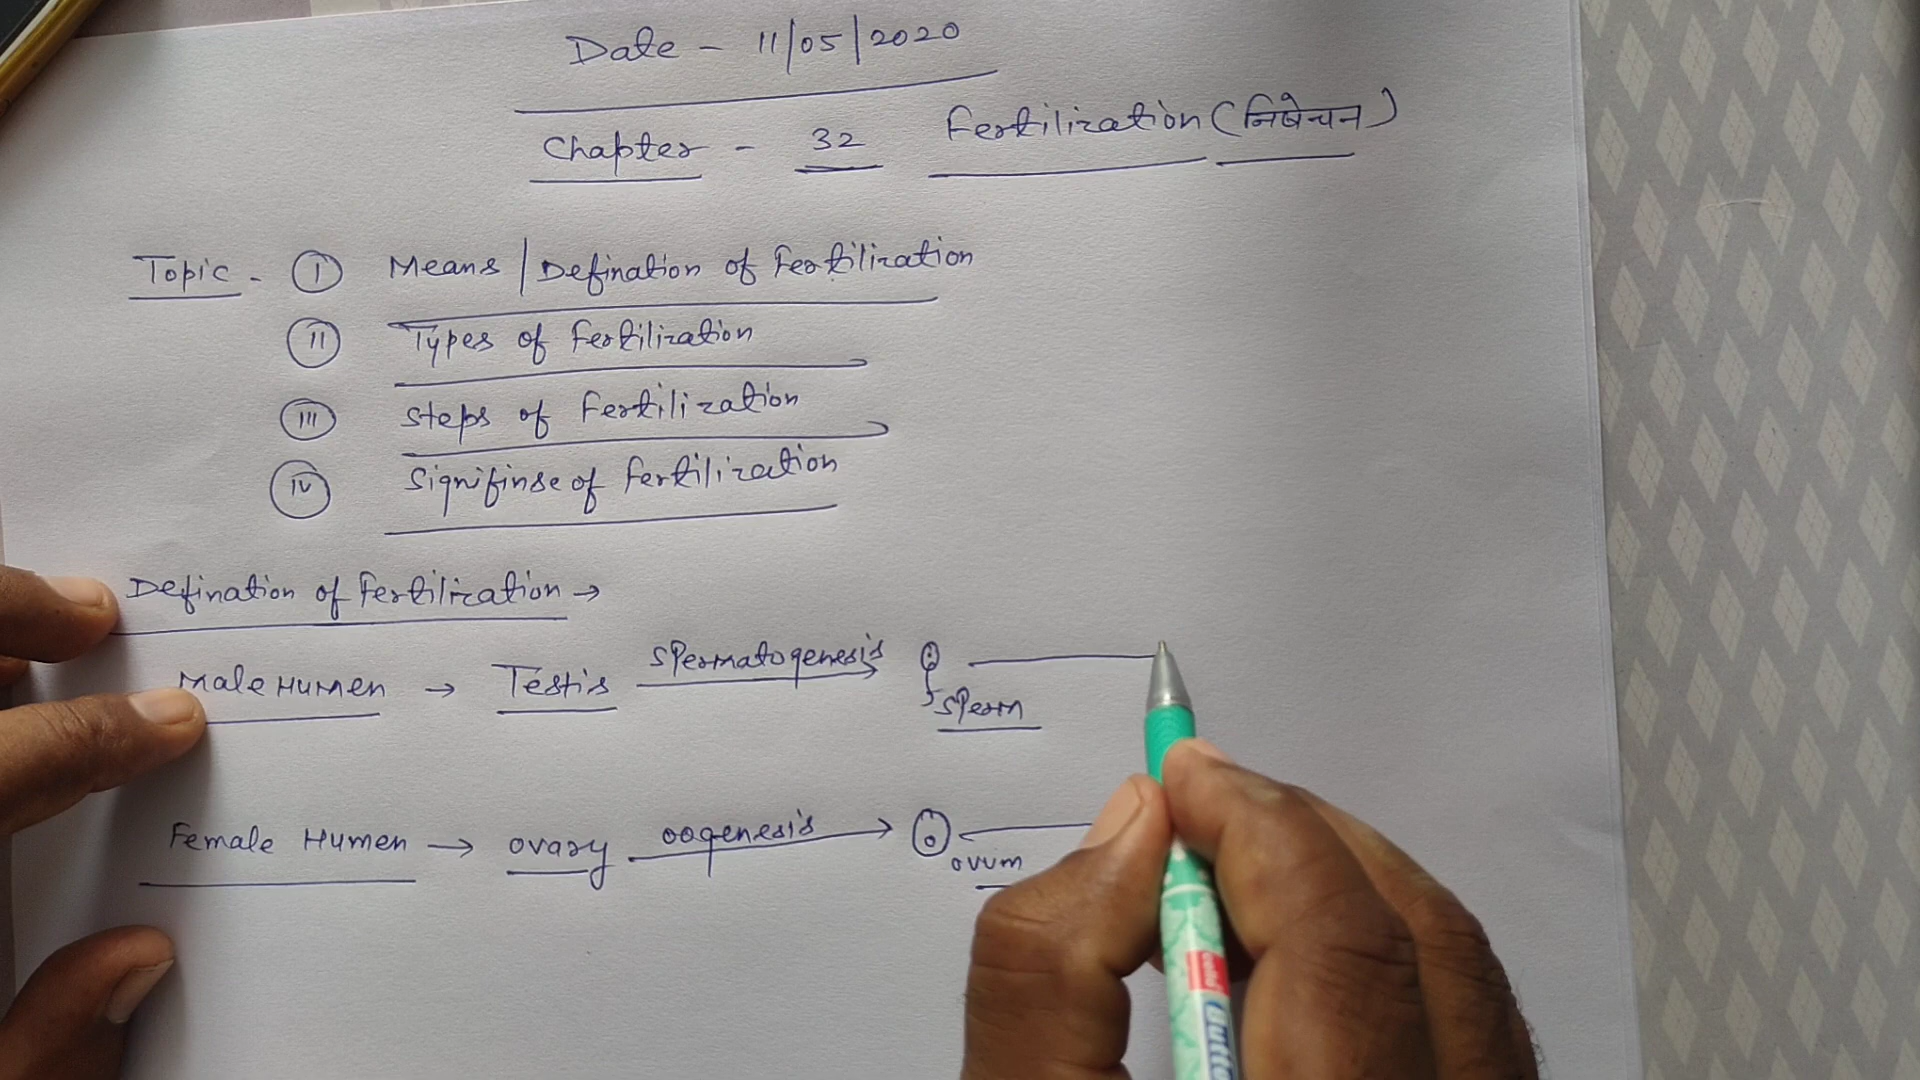 Date - 11/05/2020
Chapter - 32 Fertilization (निषेचन)
Topic - I Means / Defination of Fertilization
II Types of Fertilization
III Steps of Fertilization
IV Signifinse of Fertilization
Defination of Fertilization →
Male Humen → Testis Spermatogenesis
Sperm
Female Humen → ovary oogenesis →
ovum